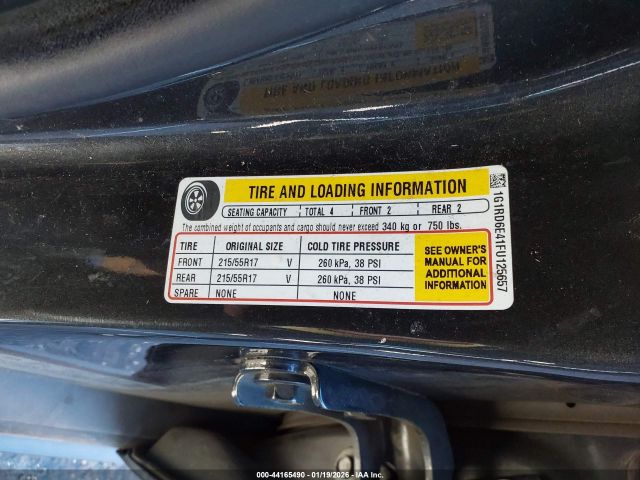 TIRE AND LOADING INFORMATION
SEATING CAPACITY TOTAL 4 FRONT 2 REAR 2
The combined weight of occupants and cargo should never exceed 340 kg or 750 lbs.
TIRE ORIGINAL SIZE COLD TIRE PRESSURE
FRONT 215/55R17 V 260 kPa, 38 PSI
REAR 215/55R17 V 260 kPa, 38 PSI
SPARE NONE NONE
SEE OWNER'S
MANUAL FOR
ADDITIONAL
INFORMATION
1G1RD6E41FU125657
000-44165490 - 01/19/2026 - IAA Inc.